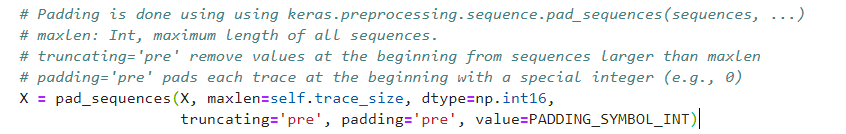 # Padding is done using using keras.preprocessing.sequence.pad_sequences(sequences, ...)
# maxlen: Int, maximum length of all sequences.
# truncating='pre' remove values at the beginning from sequences larger than maxlen
# padding='pre' pads each trace at the beginning with a special integer (e.g., 0)
X = pad_sequences(X, maxlen=self.trace_size, dtype=np.int16,
truncating='pre', padding='pre', value=PADDING_SYMBOL_INT)